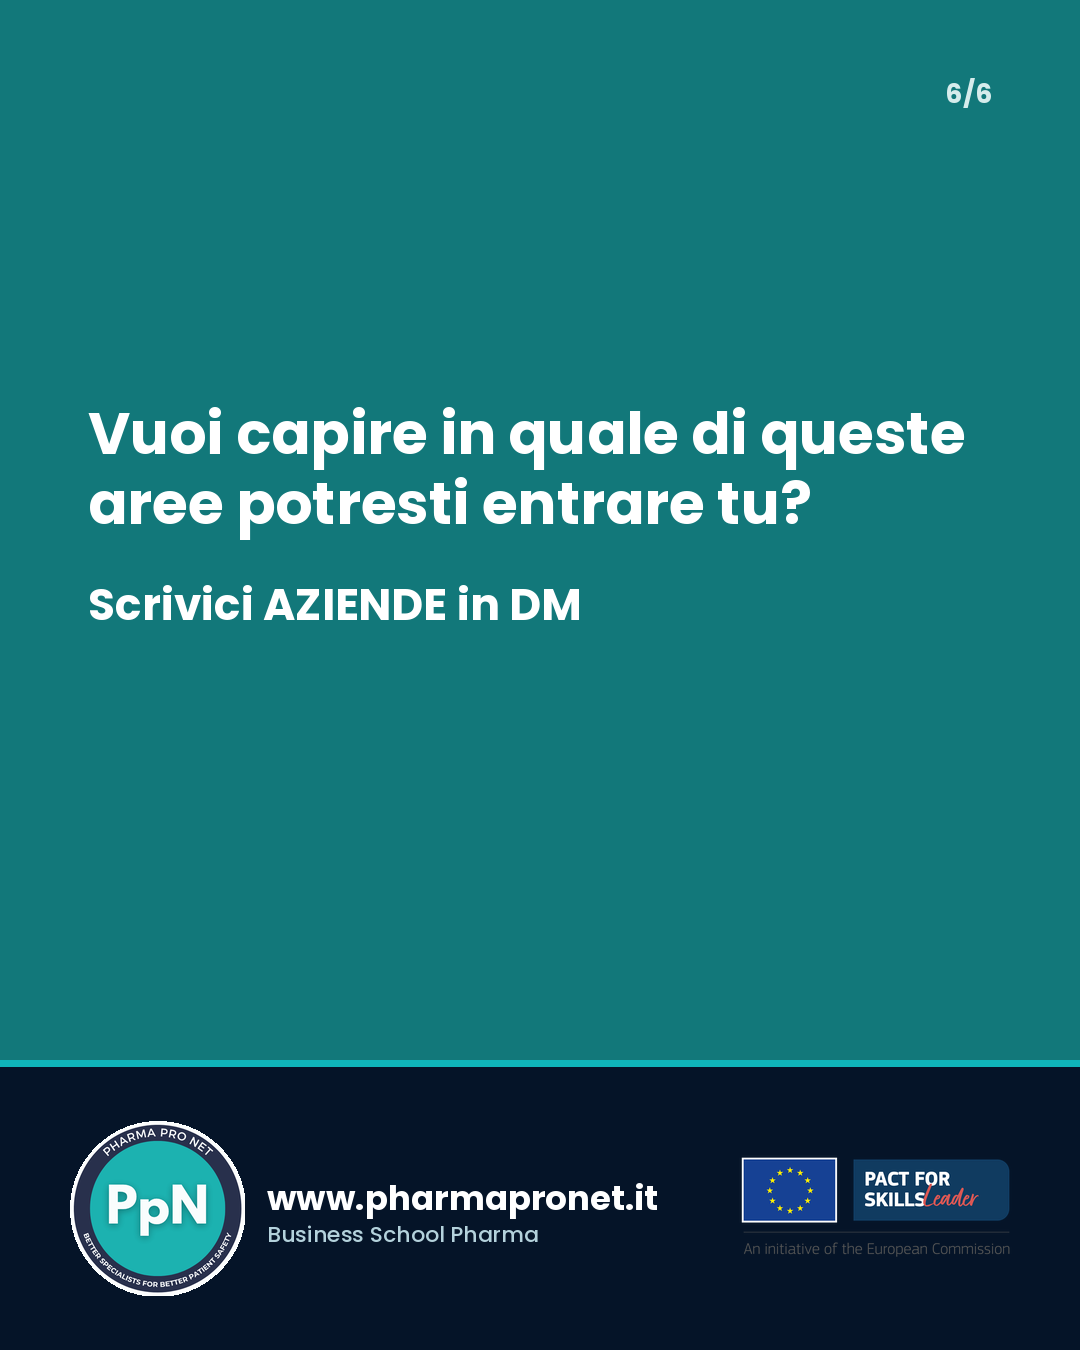 6/6
Vuoi capire in quale di queste
aree potresti entrare tu?
Scrivici AZIENDE in DM
PHARMA PRO NET
PpN
BETTER SPECIALISTS FOR BETTER PATIENT SAFETY
www.pharmapronet.it
Business School Pharma
PACT FOR
SKILLS Leader
An initiative of the European Commission